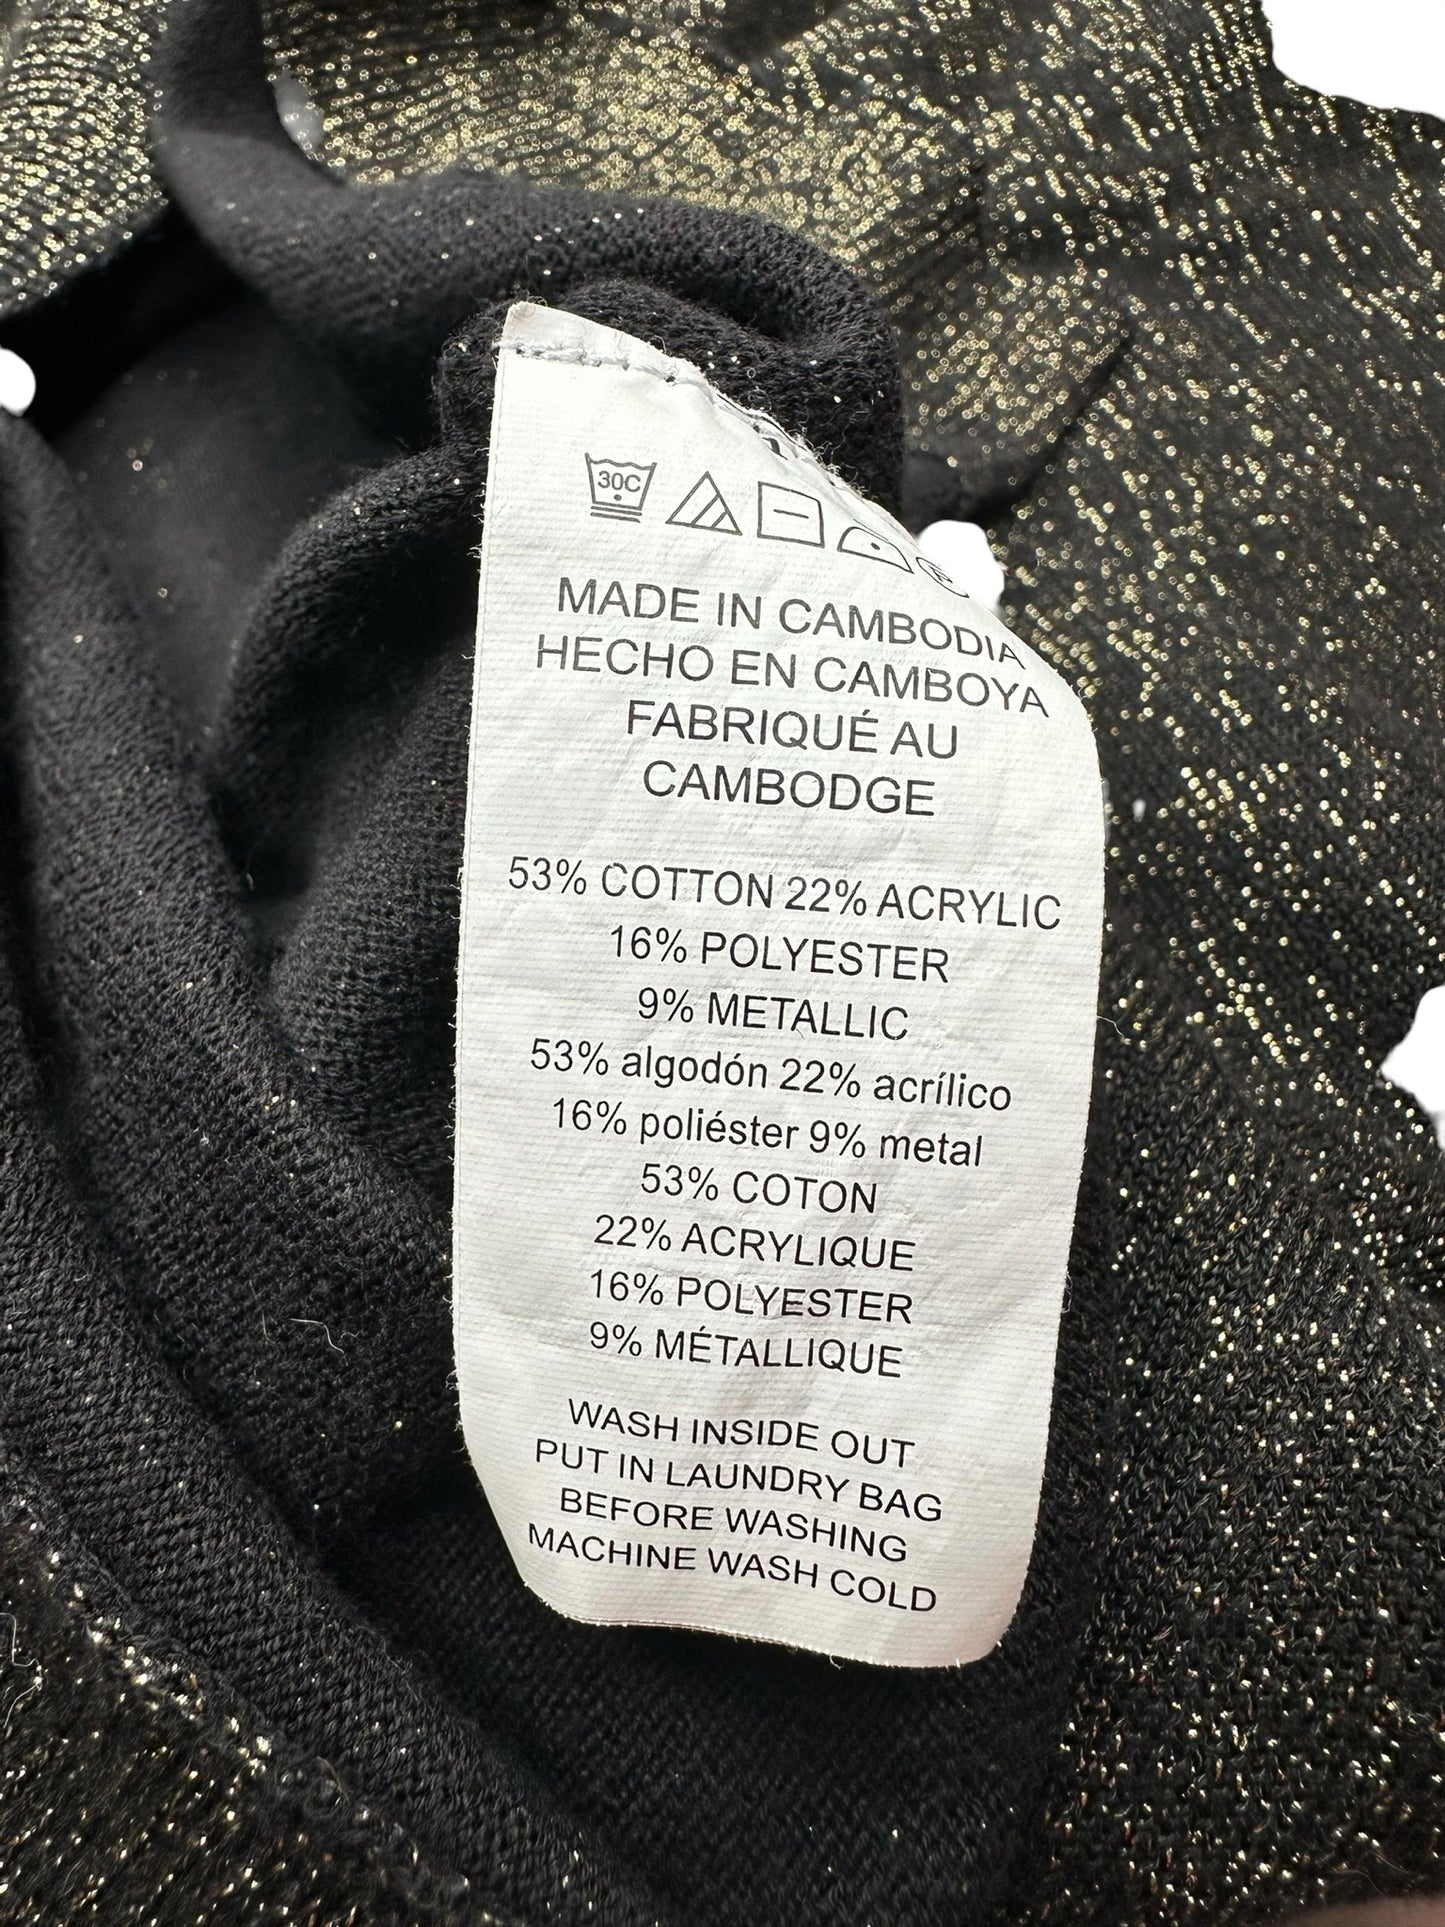 30C
MADE IN CAMBODIA
HECHO EN CAMBOYA
FABRIQUÉ AU
CAMBODGE
53% COTTON 22% ACRYLIC
16% POLYESTER
9% METALLIC
53% algodón 22% acrílico
16% poliéster 9% metal
53% COTON
22% ACRYLIQUE
16% POLYESTER
9% MÉTALLIQUE
WASH INSIDE OUT
PUT IN LAUNDRY BAG
BEFORE WASHING
MACHINE WASH COLD